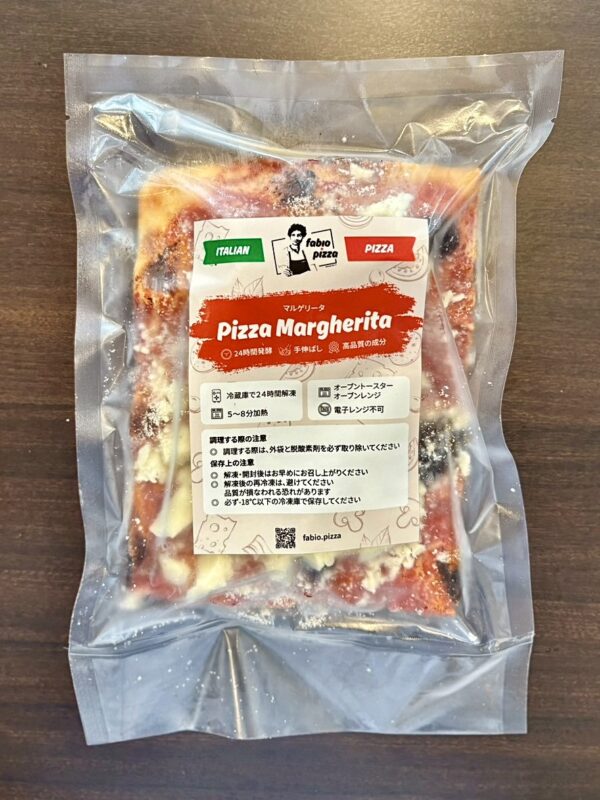 ITALIAN
fabio
pizza
PIZZA
マルゲリータ
Pizza Margherita
24時間発酵 手伸ばし 高品質の成分
冷蔵庫で24時間解凍
5～8分加熱
オーブントースター
オーブンレンジ
電子レンジ不可
調理する際の注意
◎ 調理する際は、外袋と脱酸素剤を必ず取り除いてください
保存上の注意
◎ 解凍・開封後はお早めにお召し上がりください
◎ 解凍後の再冷凍は、避けてください
品質が損なわれる恐れがあります
◎ 必ず-18℃以下の冷凍庫で保存してください
fabio.pizza